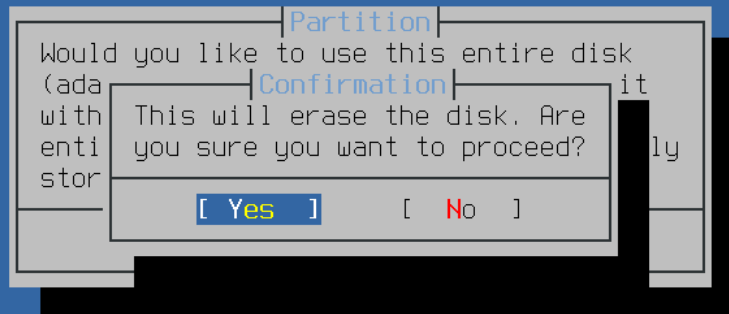 Partition
Would you like to use this entire disk
(ada it
Confirmation
with
This will erase the disk. Are
enti ly
you sure you want to proceed?
stor
[ Yes ] [ No ]